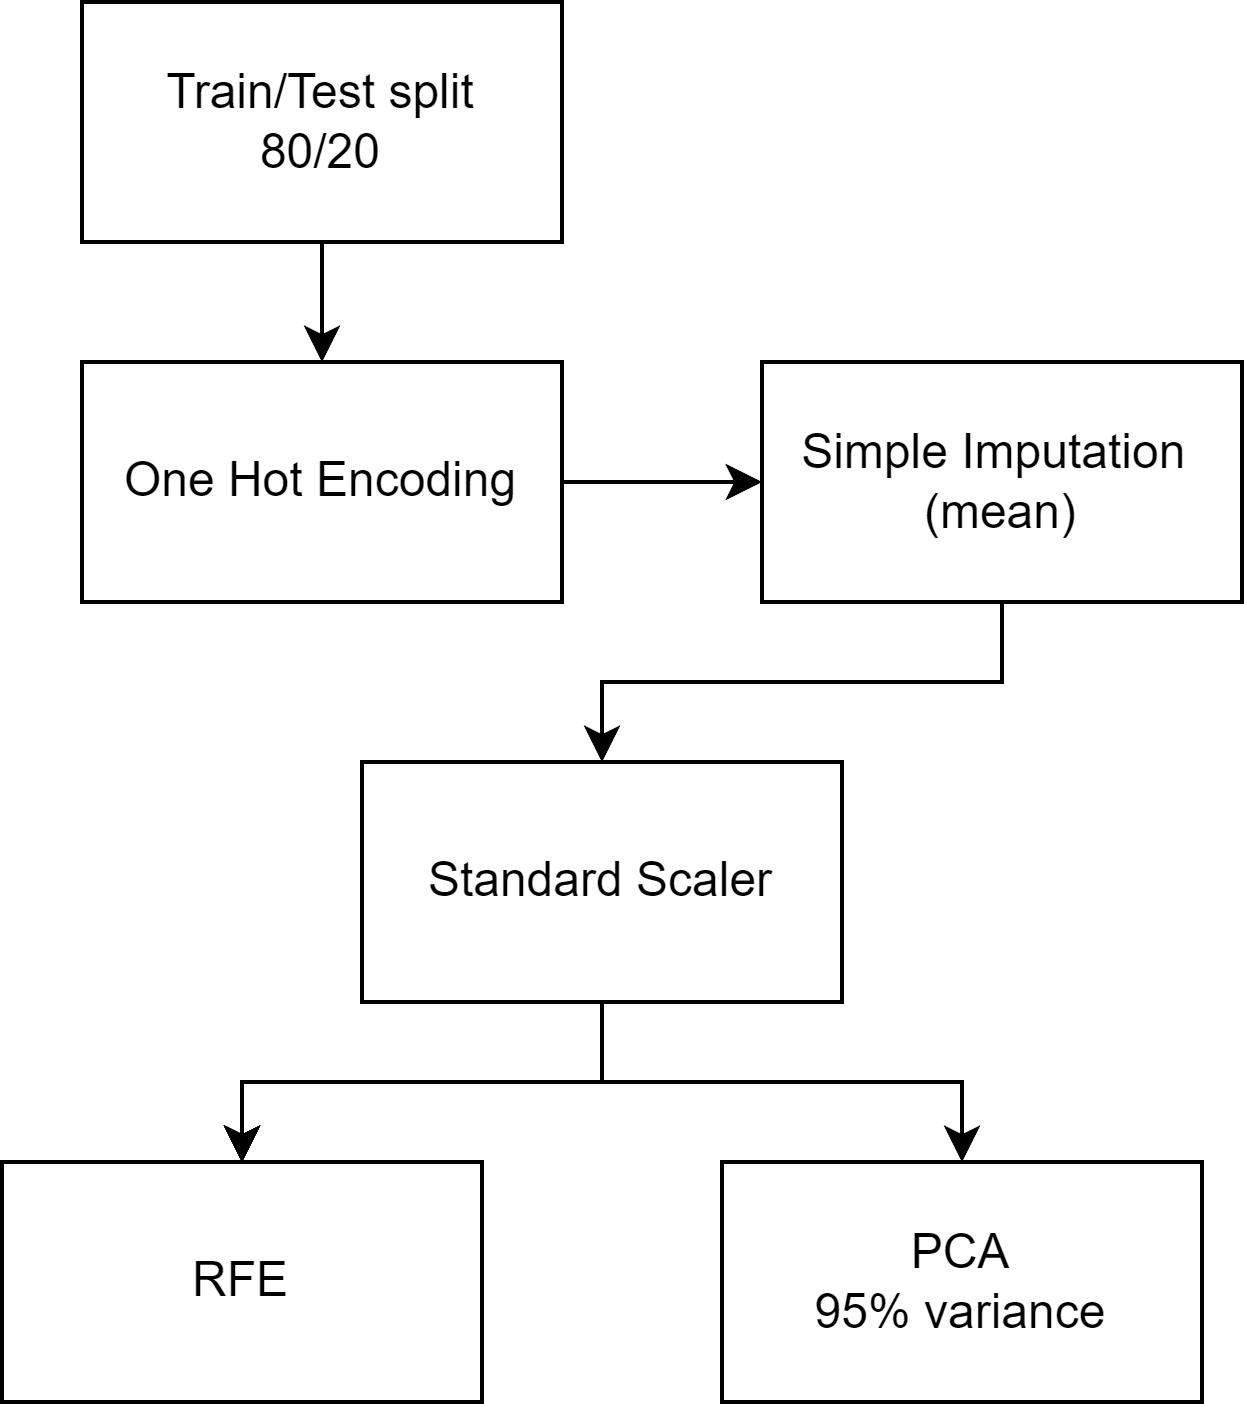 Train/Test split
80/20
One Hot Encoding
Simple Imputation
(mean)
Standard Scaler
RFE
PCA
95% variance